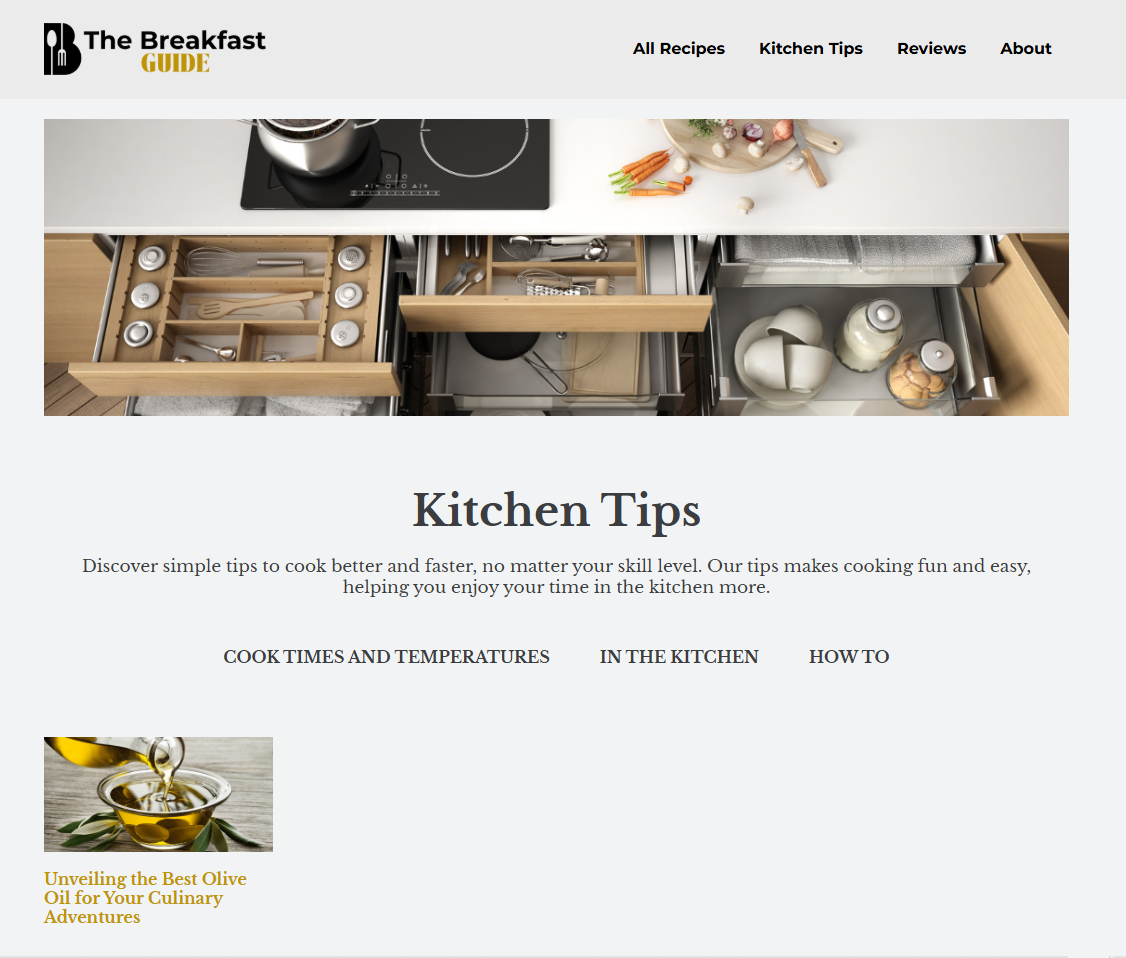 The Breakfast
GUIDE
All Recipes Kitchen Tips Reviews About
Kitchen Tips
Discover simple tips to cook better and faster, no matter your skill level. Our tips makes cooking fun and easy,
helping you enjoy your time in the kitchen more.
COOK TIMES AND TEMPERATURES IN THE KITCHEN HOW TO
Unveiling the Best Olive
Oil for Your Culinary
Adventures